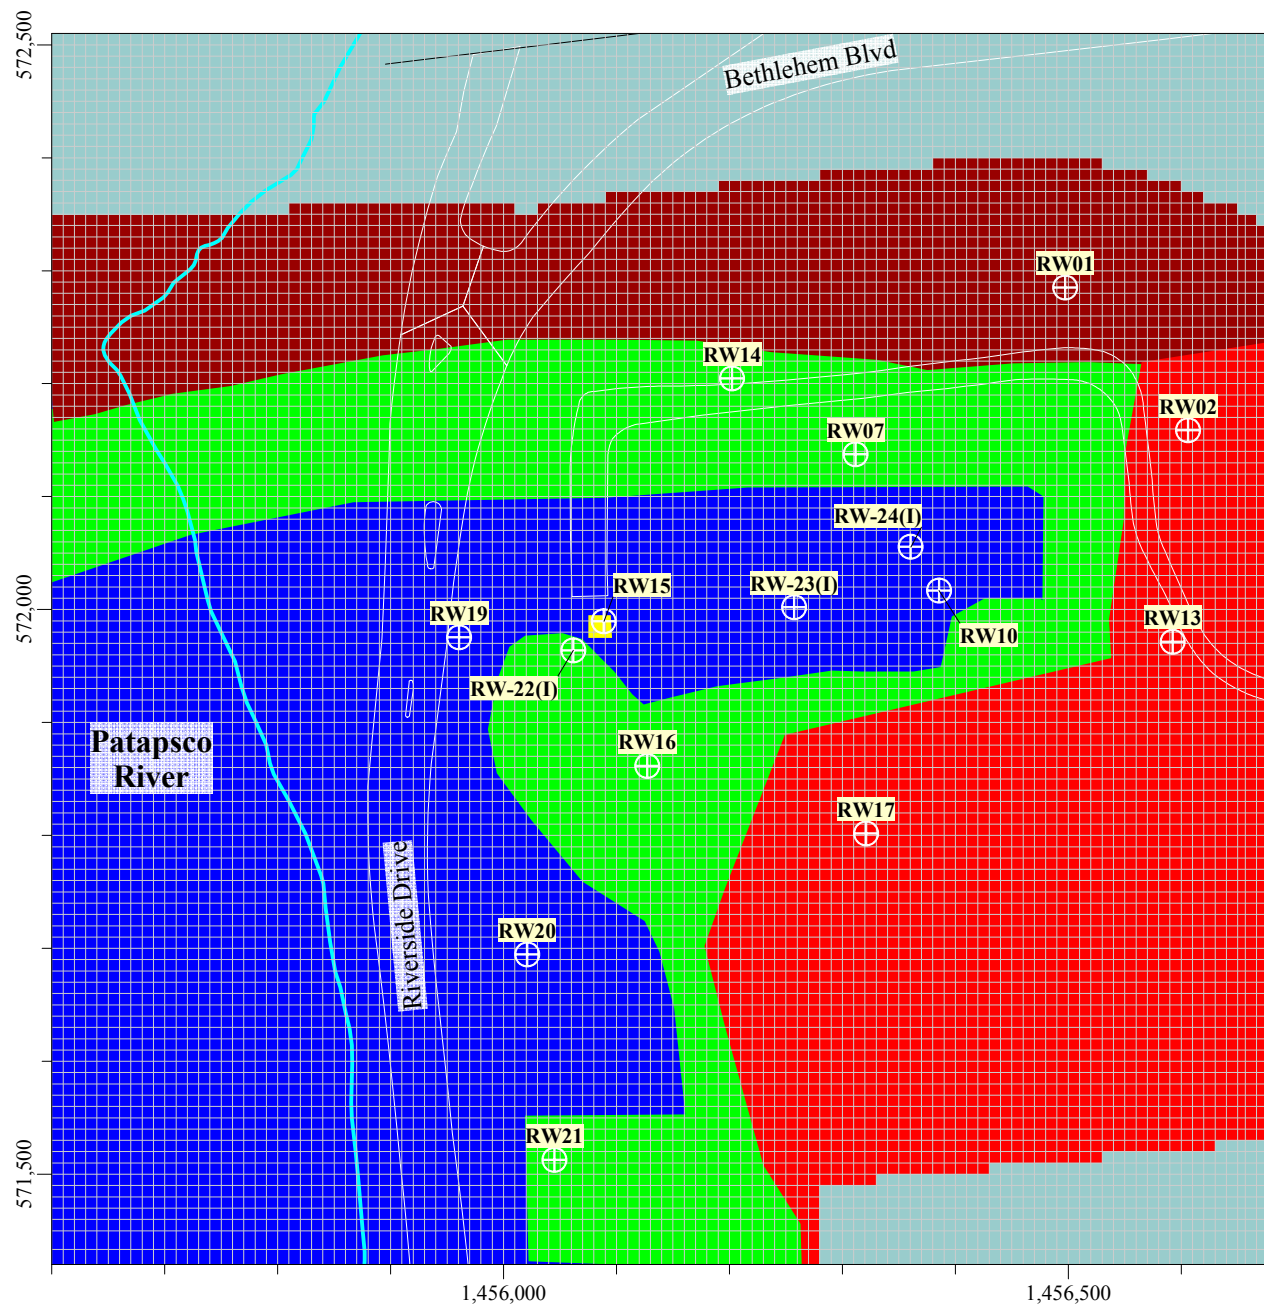 572,500
Bethlehem Blvd
RW01
RW14
RW02
RW07
RW-24(I)
RW-23(I)
RW15
572,000
RW19
RW10
RW13
RW-22(I)
Patapsco
River
RW16
RW17
Riverside Drive
RW20
RW21
571,500
1,456,000
1,456,500